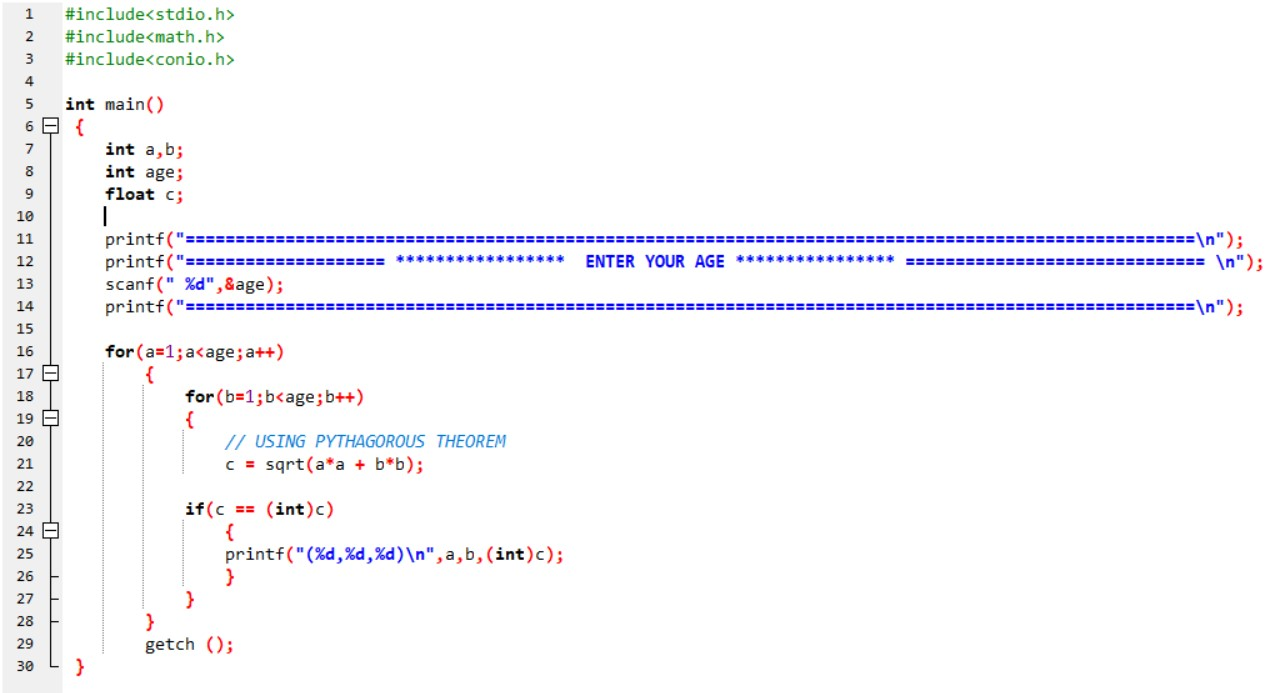 1 #include<stdio.h>
2 #include<math.h>
3 #include<conio.h>
4
5 int main()
6 {
7 int a,b;
8 int age;
9 float c;
10
11 printf("=====================================================================================================\n");
12 printf("==================== ***************** ENTER YOUR AGE **************** ============================== \n");
13 scanf(" %d",&age);
14 printf("=====================================================================================================\n");
15
16 for(a=1;a<age;a++)
17 {
18 for(b=1;b<age;b++)
19 {
20 // USING PYTHAGOROUS THEOREM
21 c = sqrt(a*a + b*b);
22
23 if(c == (int)c)
24 {
25 printf("(%d,%d,%d)\n",a,b,(int)c);
26 }
27 }
28 }
29 getch ();
30 }